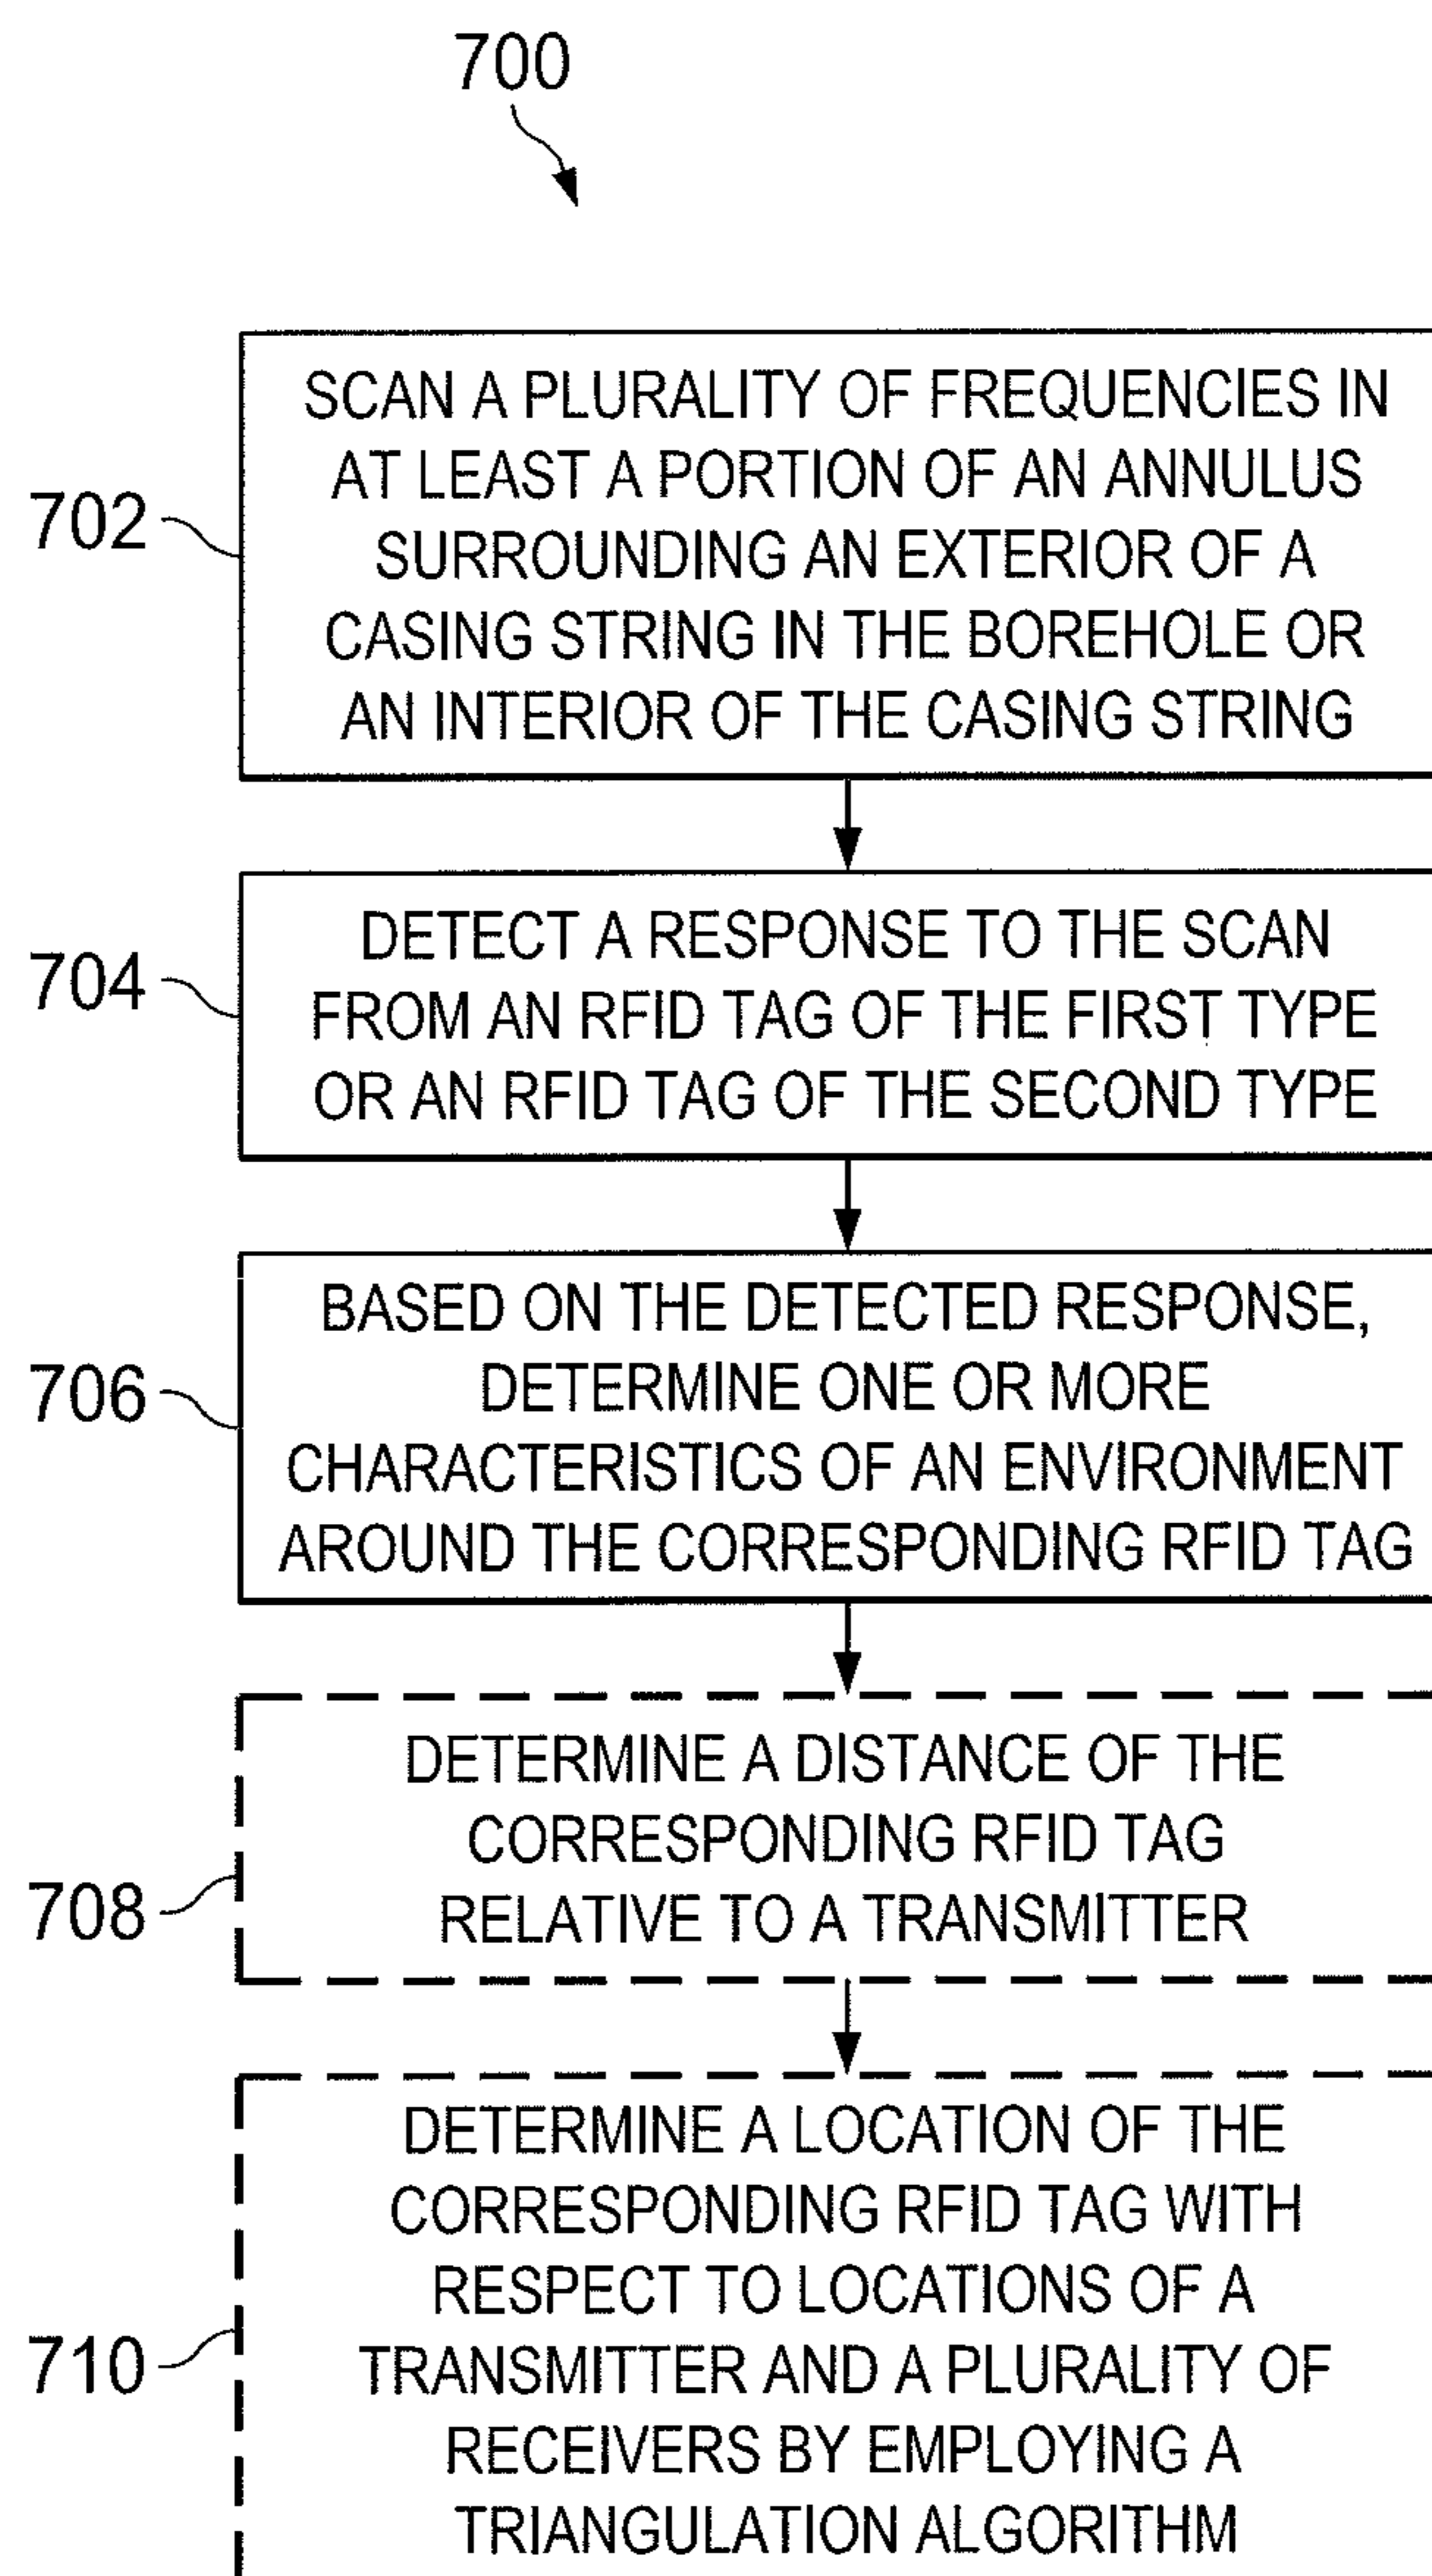 700
702
SCAN A PLURALITY OF FREQUENCIES IN
AT LEAST A PORTION OF AN ANNULUS
SURROUNDING AN EXTERIOR OF A
CASING STRING IN THE BOREHOLE OR
AN INTERIOR OF THE CASING STRING
704
DETECT A RESPONSE TO THE SCAN
FROM AN RFID TAG OF THE FIRST TYPE
OR AN RFID TAG OF THE SECOND TYPE
706
BASED ON THE DETECTED RESPONSE,
DETERMINE ONE OR MORE
CHARACTERISTICS OF AN ENVIRONMENT
AROUND THE CORRESPONDING RFID TAG
708
DETERMINE A DISTANCE OF THE
CORRESPONDING RFID TAG
RELATIVE TO A TRANSMITTER
710
DETERMINE A LOCATION OF THE
CORRESPONDING RFID TAG WITH
RESPECT TO LOCATIONS OF A
TRANSMITTER AND A PLURALITY OF
RECEIVERS BY EMPLOYING A
TRIANGULATION ALGORITHM